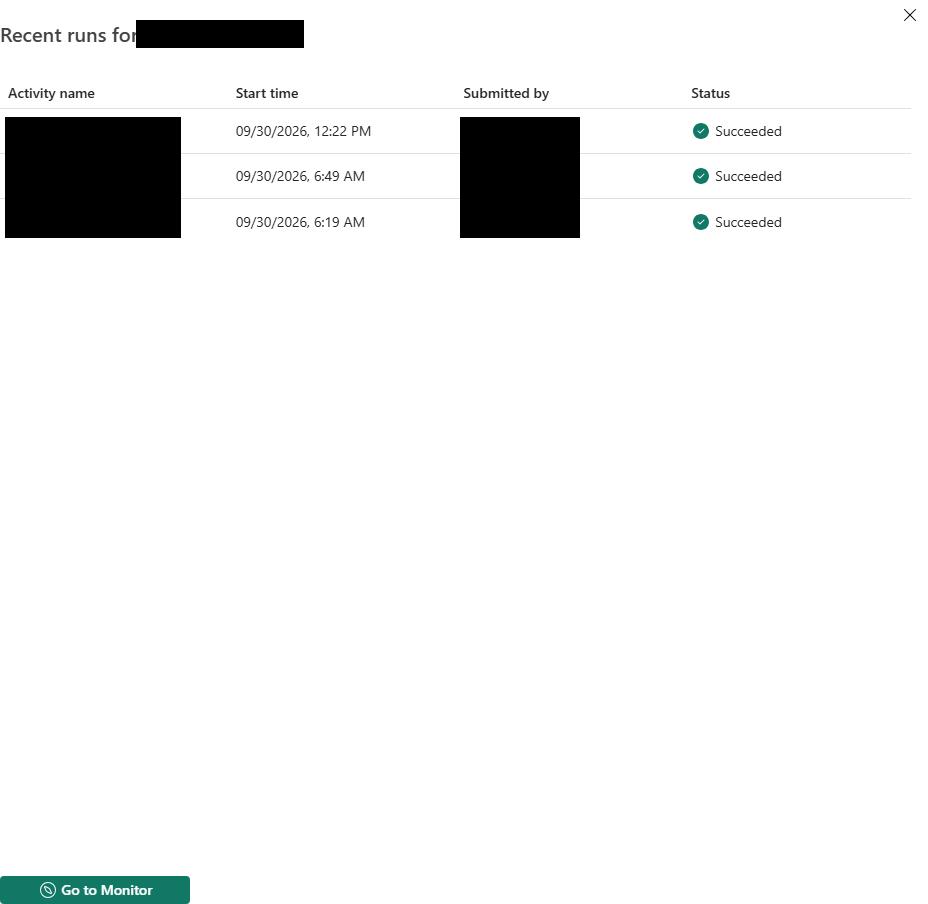 Recent runs for
Activity name Start time Submitted by Status
09/30/2026, 12:22 PM Succeeded
09/30/2026, 6:49 AM Succeeded
09/30/2026, 6:19 AM Succeeded
Go to Monitor